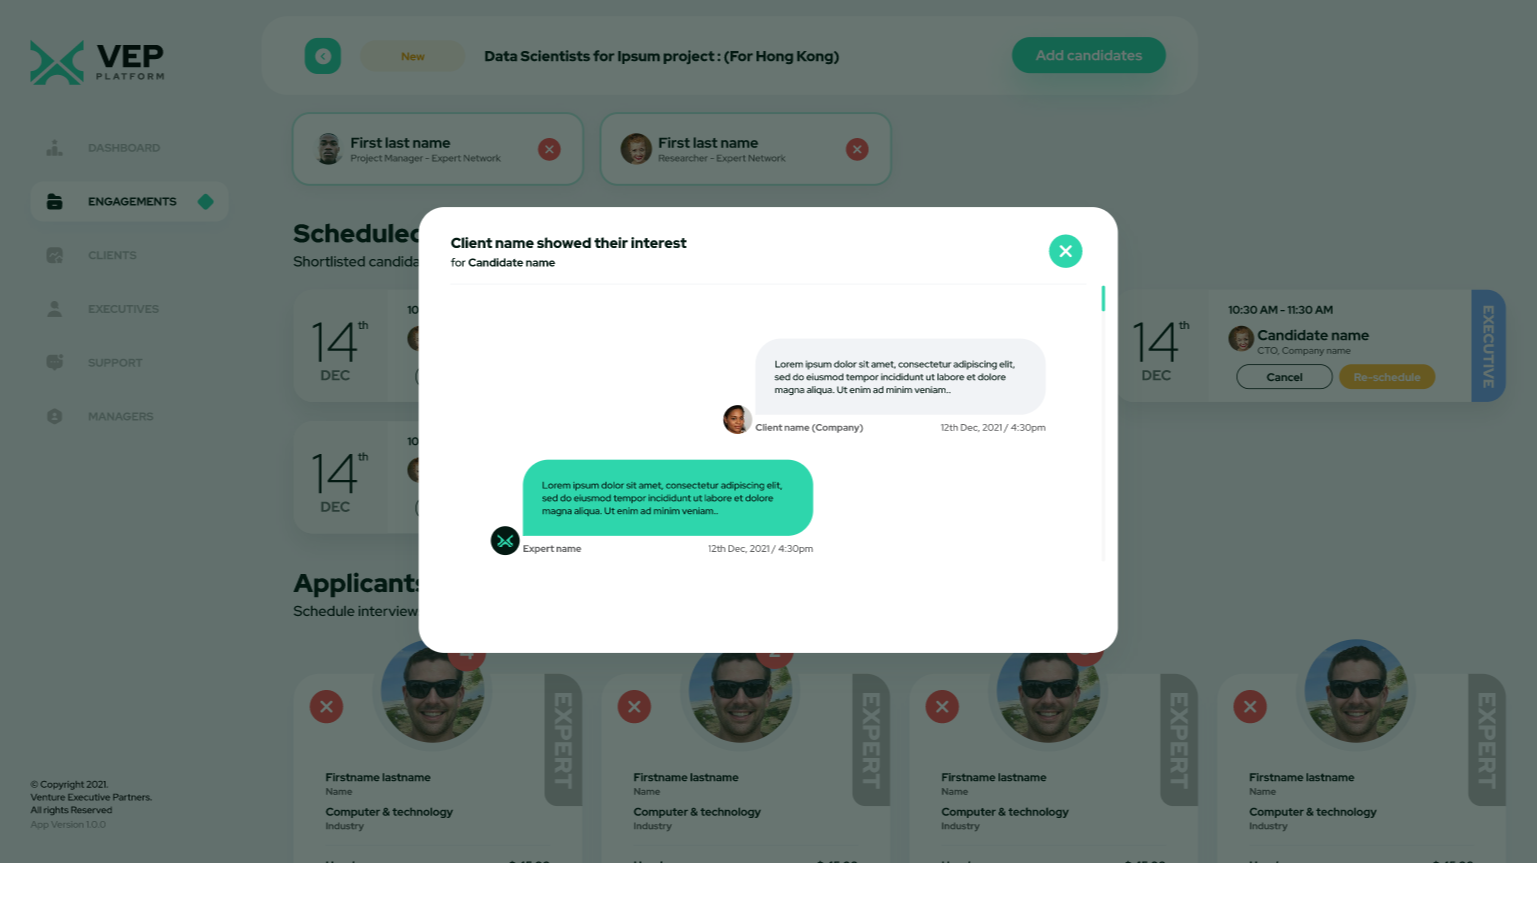 VEP
PLATFORM
DASHBOARD
ENGAGEMENTS
CLIENTS
EXECUTIVES
SUPPORT
MANAGERS
© Copyright 2021.
Venture Executive Partners.
All rights Reserved
App Version 1.0.0
New
Data Scientists for Ipsum project : (For Hong Kong)
Add candidates
First last name
Project Manager - Expert Network
First last name
Researcher - Expert Network
Scheduled
Shortlisted candida
14th
DEC
10
14th
DEC
10:30 AM - 11:30 AM
Candidate name
CTO, Company name
Cancel
Re-schedule
EXECUTIVE
14th
DEC
10
Client name showed their interest
for Candidate name
Lorem ipsum dolor sit amet, consectetur adipiscing elit,
sed do eiusmod tempor incididunt ut labore et dolore
magna aliqua. Ut enim ad minim veniam..
Client name (Company)
12th Dec, 2021 / 4:30pm
Lorem ipsum dolor sit amet, consectetur adipiscing elit,
sed do eiusmod tempor incididunt ut labore et dolore
magna aliqua. Ut enim ad minim veniam..
Expert name
12th Dec, 2021 / 4:30pm
Applicants
Schedule interview
EXPERT
Firstname lastname
Name
Computer & technology
Industry
EXPERT
Firstname lastname
Name
Computer & technology
Industry
EXPERT
Firstname lastname
Name
Computer & technology
Industry
EXPERT
Firstname lastname
Name
Computer & technology
Industry